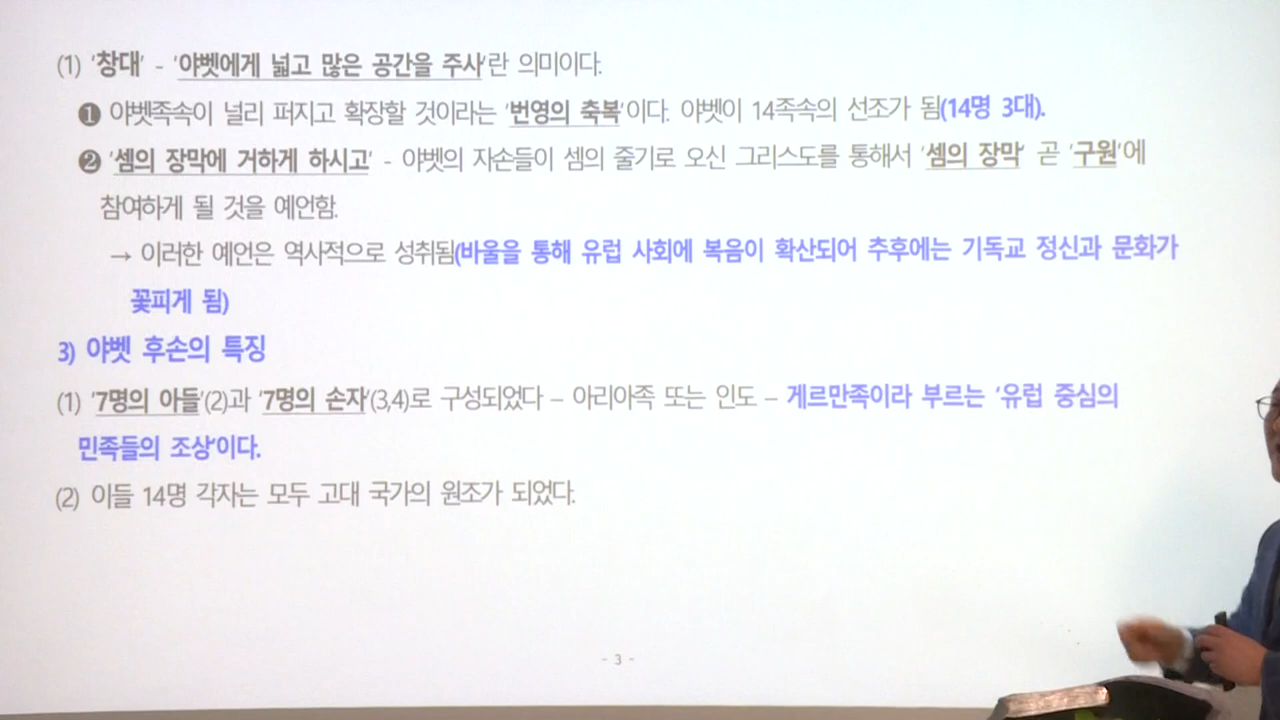 (1) '창대' - '야벳에게 넓고 많은 공간을 주사'란 의미이다.
❶ 야벳족속이 널리 퍼지고 확장할 것이라는 '번영의 축복'이다. 야벳이 14족속의 선조가 됨(14명 3대).
❷ '셈의 장막에 거하게 하시고' - 야벳의 자손들이 셈의 줄기로 오신 그리스도를 통해서 '셈의 장막' 곧 '구원'에
참여하게 될 것을 예언함.
→ 이러한 예언은 역사적으로 성취됨(바울을 통해 유럽 사회에 복음이 확산되어 추후에는 기독교 정신과 문화가
꽃피게 됨)
3) 야벳 후손의 특징
(1) '7명의 아들'(2)과 '7명의 손자'(3,4)로 구성되었다 – 아리아족 또는 인도 – 게르만족이라 부르는 '유럽 중심의
민족들의 조상'이다.
(2) 이들 14명 각자는 모두 고대 국가의 원조가 되었다.
- 3 -